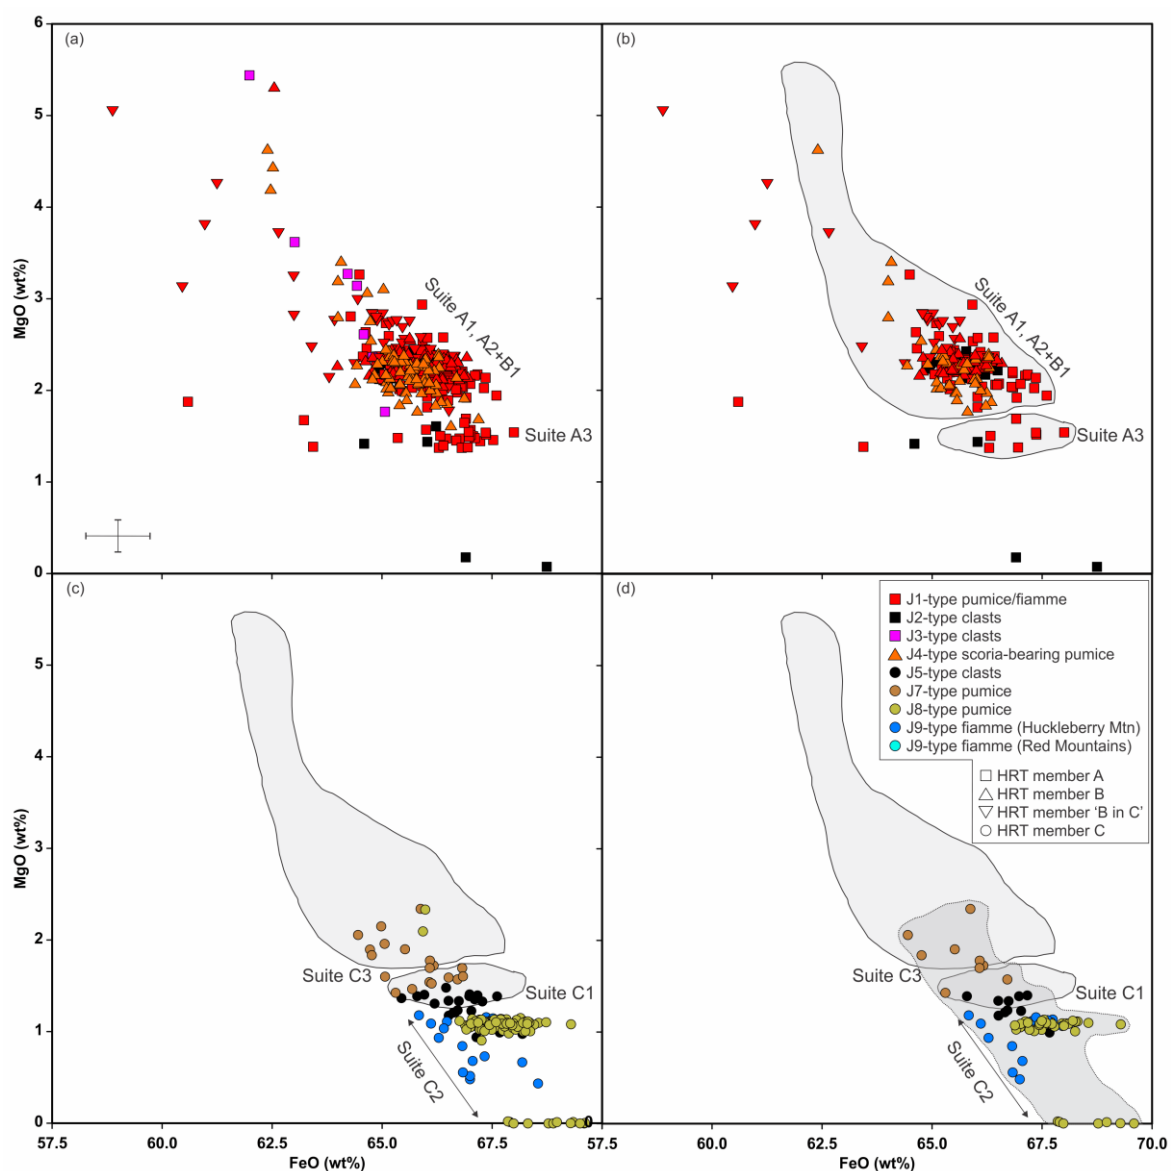 (a)
(b)
6
5
4
3
2
1
0
MgO (wt%)
Suite A1, A2+B1
Suite A3
Suite A1, A2+B1
Suite A3
57.5
60.0
62.5
65.0
67.5
57.5
60.0
62.5
65.0
67.5
70.0
(c)
(d)
5
4
3
2
1
0
MgO (wt%)
Suite C3
Suite C1
Suite C2
Suite C3
Suite C1
Suite C2
J1-type pumice/fiamme
J2-type clasts
J3-type clasts
J4-type scoria-bearing pumice
J5-type clasts
J7-type pumice
J8-type pumice
J9-type fiamme (Huckleberry Mtn)
J9-type fiamme (Red Mountains)
HRT member A
HRT member B
HRT member ‘B in C’
HRT member C
0
FeO (wt%)
FeO (wt%)